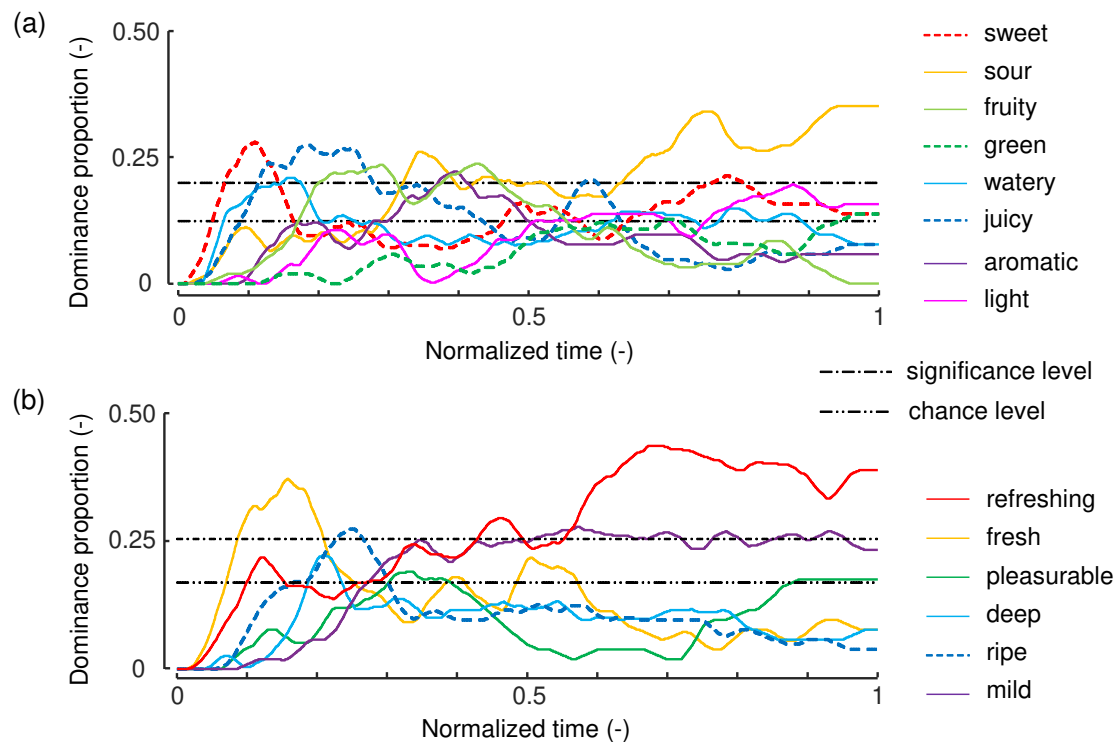 (a)
Dominance proportion (-)
0.50
0.25
0
0
0.5
1
Normalized time (-)
sweet
sour
fruity
green
watery
juicy
aromatic
light
significance level
chance level
(b)
Dominance proportion (-)
0.50
0.25
0
0
0.5
1
Normalized time (-)
refreshing
fresh
pleasurable
deep
ripe
mild